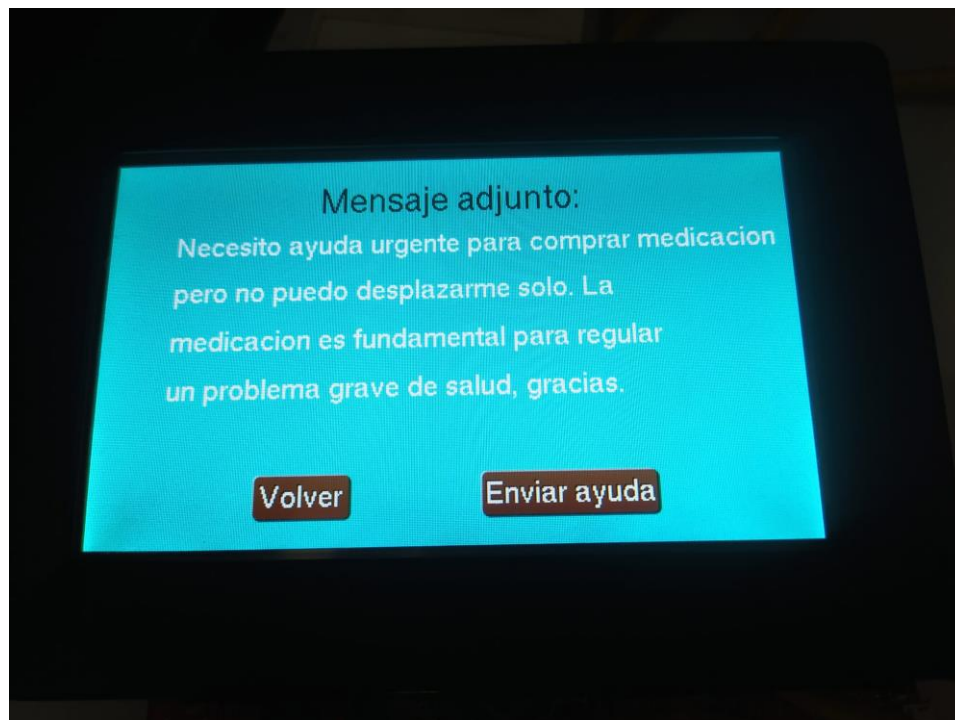 Mensaje adjunto:
Necesito ayuda urgente para comprar medicacion
pero no puedo desplazarme solo. La
medicacion es fundamental para regular
un problema grave de salud, gracias.
Volver
Enviar ayuda